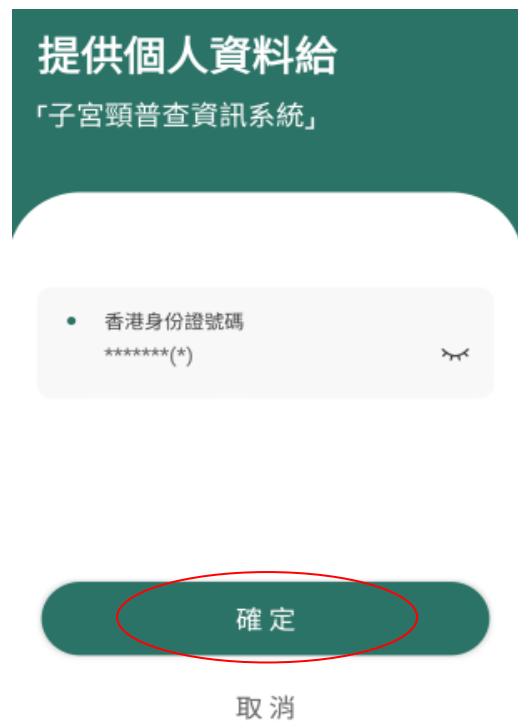 提供個人資料給
「子宮頸普查資訊系統」
香港身份證號碼
*******(*)
確定
取消